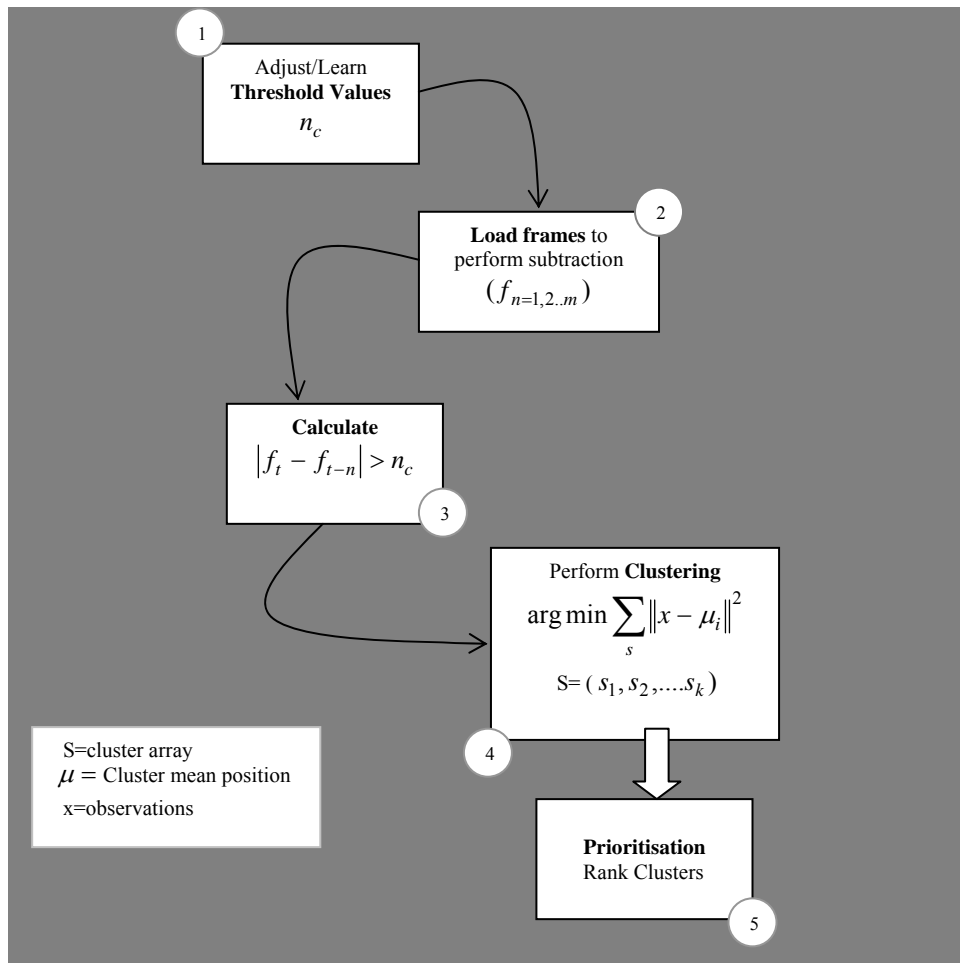 1
Adjust/Learn
Threshold Values
n_c
2
Load frames to
perform subtraction
(f_{n=1,2..m})
Calculate
|f_t − f_{t−n}| > n_c
3
Perform Clustering
arg min ∑_s ‖x − μ_i‖²
S= ( s_1, s_2,....s_k)
4
S=cluster array
μ = Cluster mean position
x=observations
Prioritisation
Rank Clusters
5